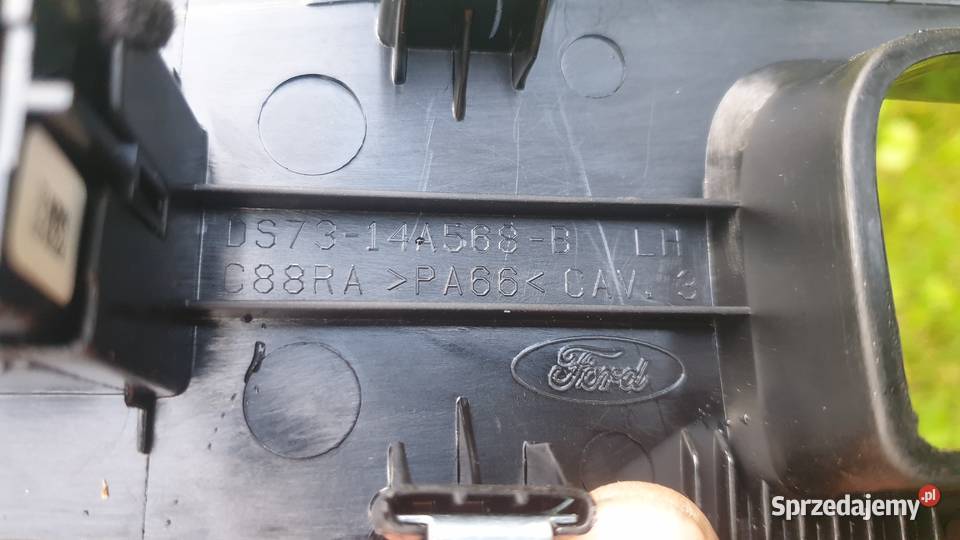 DS73-14A568-B LH
C88RA >PA66< CAV. 3
Ford
Sprzedajemy.pl